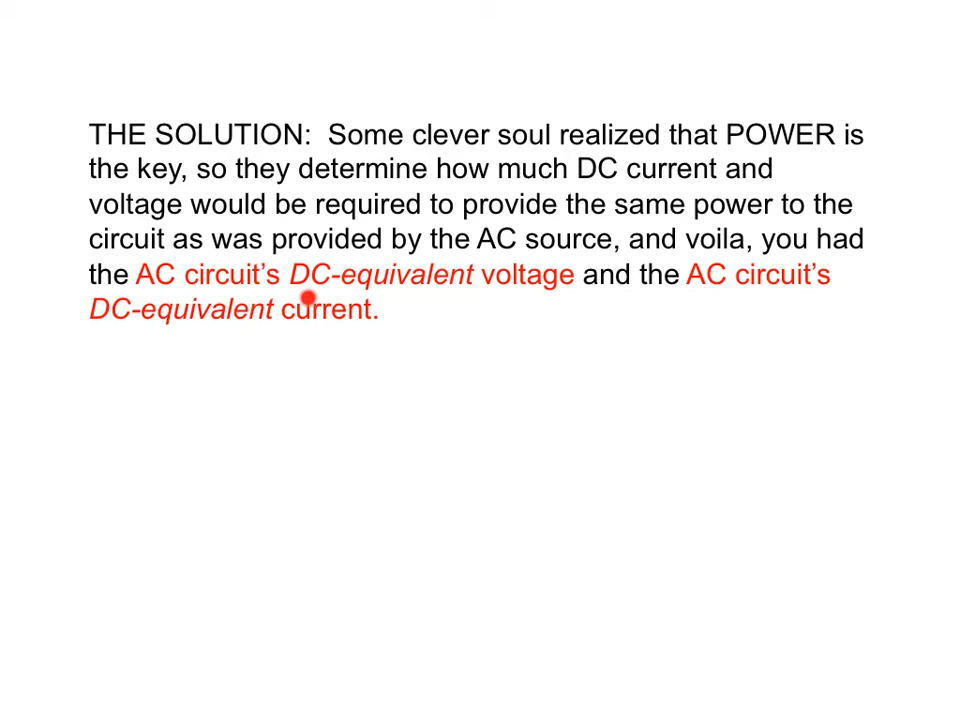 THE SOLUTION:  Some clever soul realized that POWER is
the key, so they determine how much DC current and
voltage would be required to provide the same power to the
circuit as was provided by the AC source, and voila, you had
the AC circuit’s DC-equivalent voltage and the AC circuit’s
DC-equivalent current.